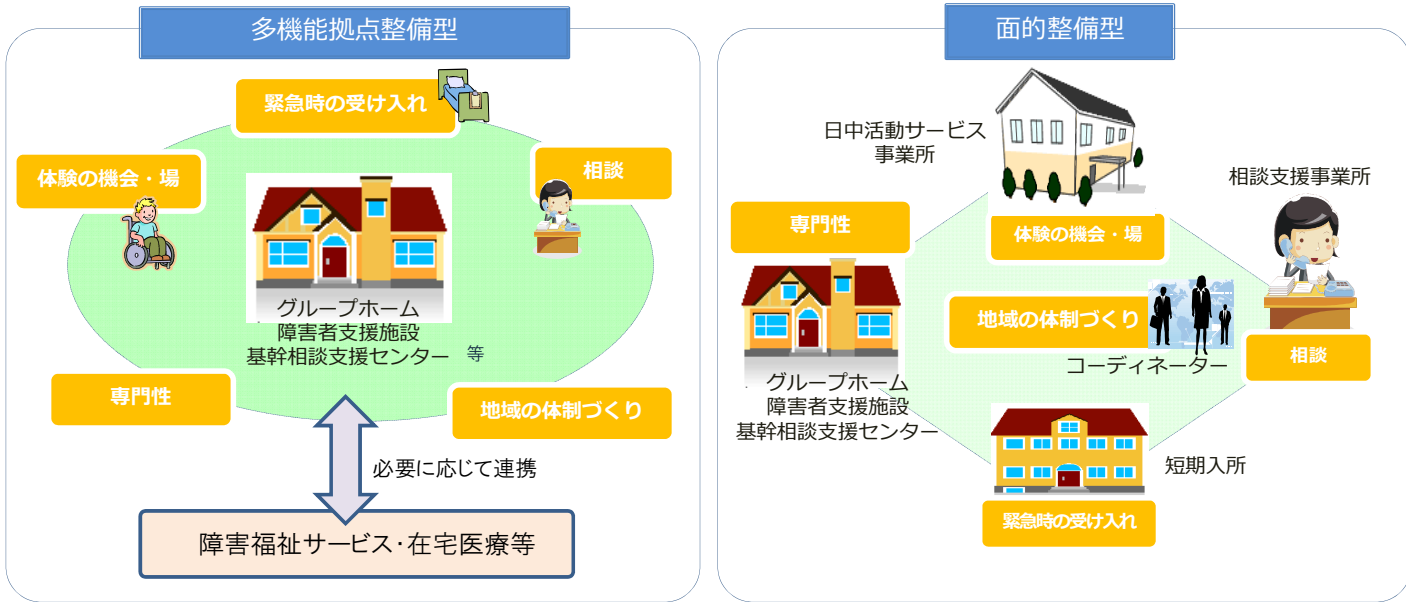 多機能拠点整備型
緊急時の受け入れ
体験の機会・場
相談
グループホーム
障害者支援施設
基幹相談支援センター 等
専門性
地域の体制づくり
必要に応じて連携
障害福祉サービス・在宅医療等
面的整備型
日中活動サービス
事業所
相談支援事業所
専門性
体験の機会・場
地域の体制づくり
コーディネーター
相談
グループホーム
障害者支援施設
基幹相談支援センター
短期入所
緊急時の受け入れ